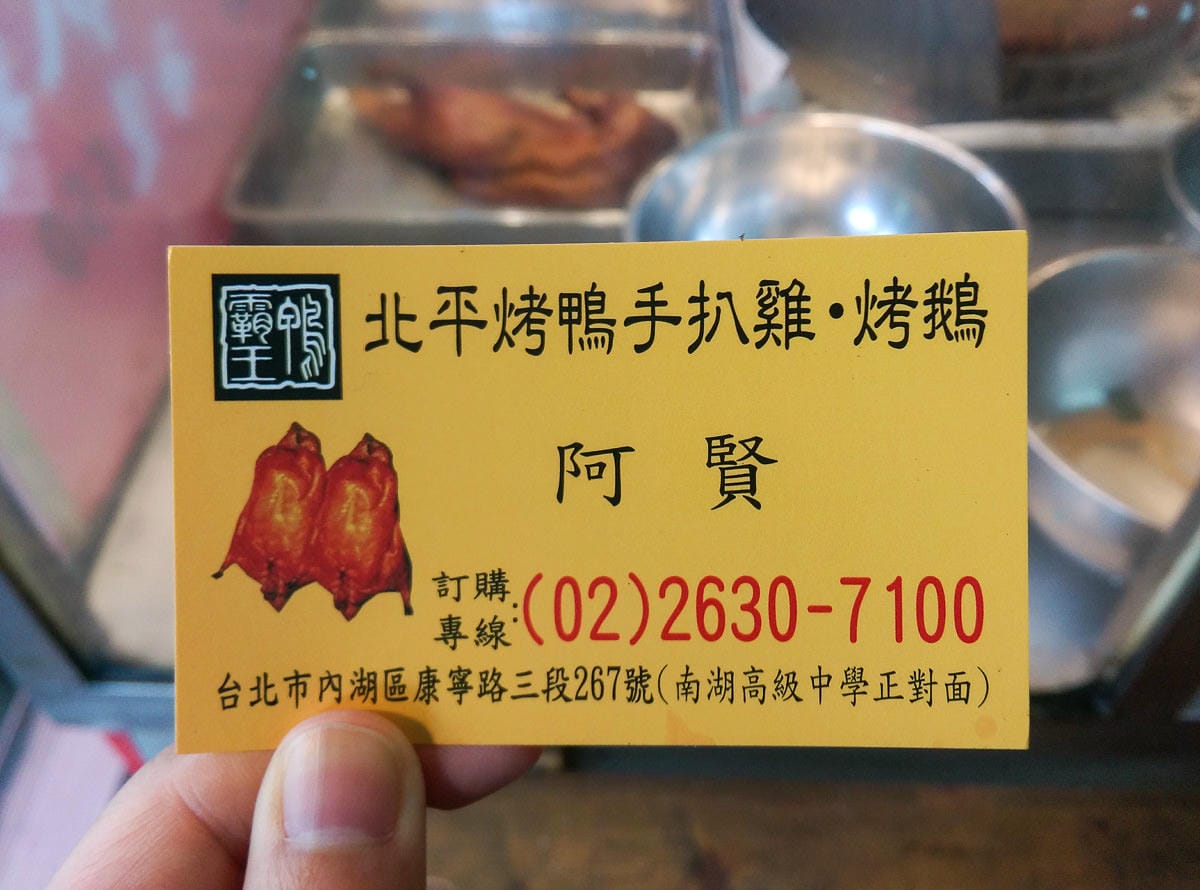 鴨霸王
北平烤鴨手扒雞·烤鵝
阿賢
訂購專線:(02)2630-7100
台北市內湖區康寧路三段267號(南湖高級中學正對面)